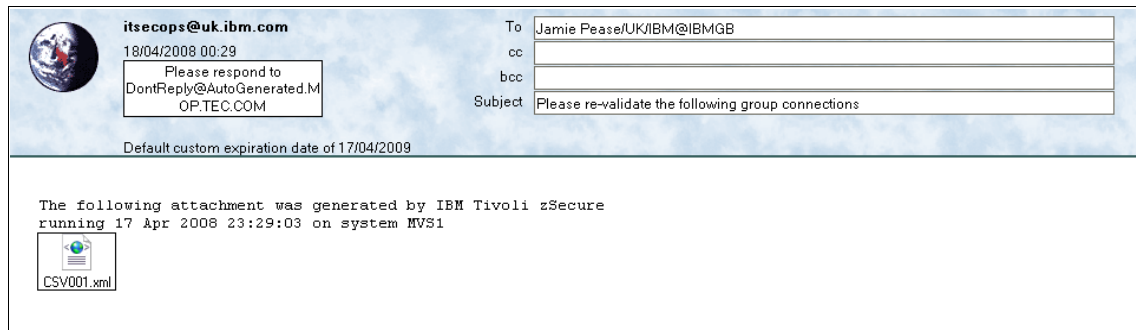 itsecops@uk.ibm.com
18/04/2008 00:29
Please respond to
DontReply@AutoGenerated.M
OP.TEC.COM
Default custom expiration date of 17/04/2009
To Jamie Pease/UK/IBM@IBMGB
cc
bcc
Subject Please re-validate the following group connections
The following attachment was generated by IBM Tivoli zSecure
running 17 Apr 2008 23:29:03 on system MVS1
CSV001.xml